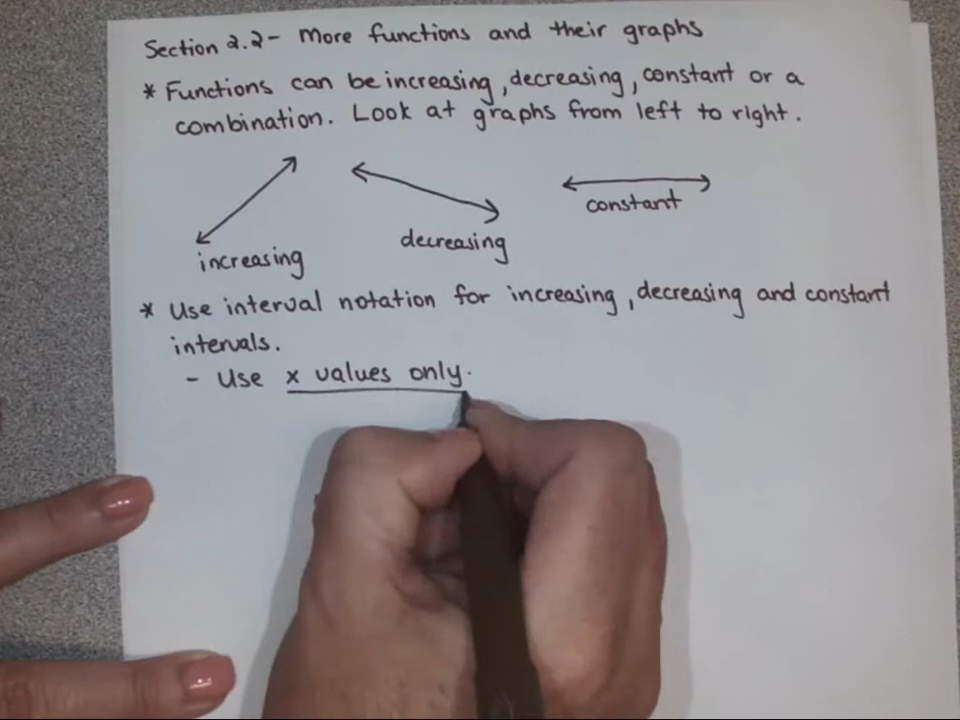 Section 2.2- More functions and their graphs
* Functions can be increasing, decreasing, constant or a
combination. Look at graphs from left to right.
increasing
decreasing
constant
* Use interval notation for increasing, decreasing and constant
intervals.
- Use x values only.